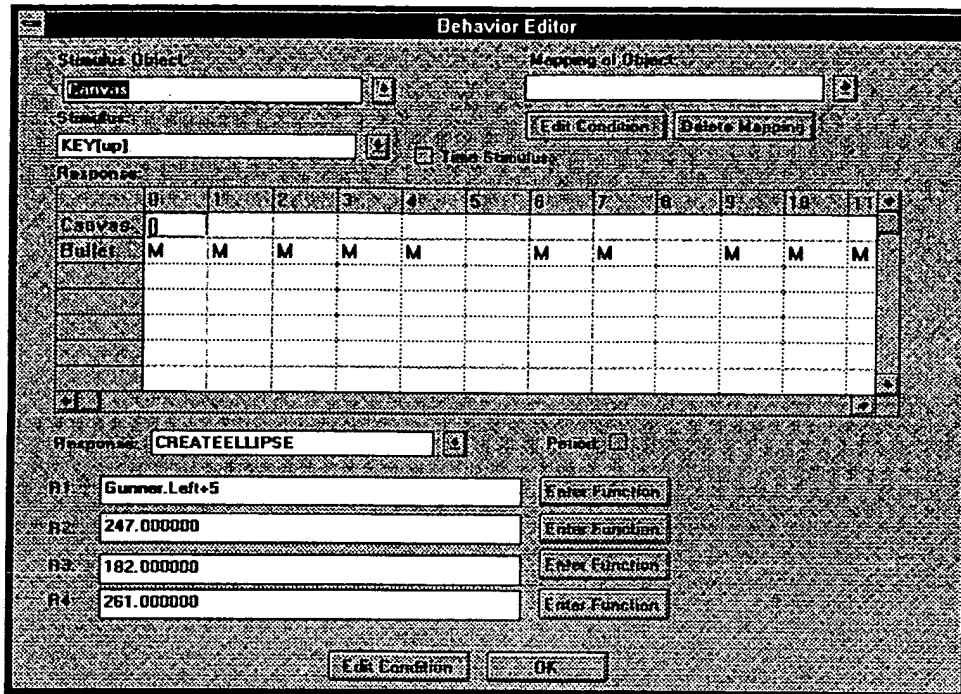 Behavior Editor
Stimulus Object: Mapping of Object:
Canvas
Stimulus: Edit Condition Delete Mapping
KEY[up] Time Stimulus
Response:
0 1 2 3 4 5 6 7 8 9 10 11
Canvas []
Bullet M M M M M M M M M M
Response: CREATEELLIPSE Period:
R1: Gunner.Left+5 Enter Function
R2: 247.000000 Enter Function
R3: 182.000000 Enter Function
R4: 261.000000 Enter Function
Edit Condition OK